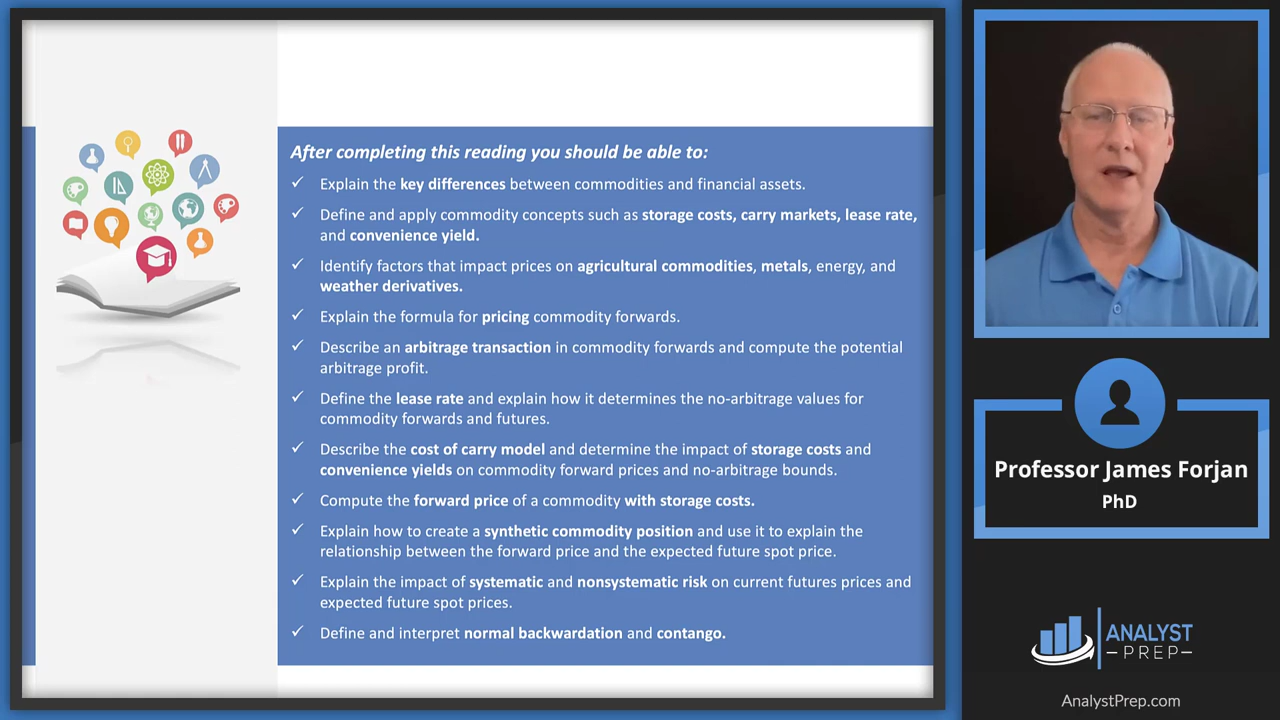 After completing this reading you should be able to:
✓ Explain the key differences between commodities and financial assets.
✓ Define and apply commodity concepts such as storage costs, carry markets, lease rate,
and convenience yield.
✓ Identify factors that impact prices on agricultural commodities, metals, energy, and
weather derivatives.
✓ Explain the formula for pricing commodity forwards.
✓ Describe an arbitrage transaction in commodity forwards and compute the potential
arbitrage profit.
✓ Define the lease rate and explain how it determines the no-arbitrage values for
commodity forwards and futures.
✓ Describe the cost of carry model and determine the impact of storage costs and
convenience yields on commodity forward prices and no-arbitrage bounds.
✓ Compute the forward price of a commodity with storage costs.
✓ Explain how to create a synthetic commodity position and use it to explain the
relationship between the forward price and the expected future spot price.
✓ Explain the impact of systematic and nonsystematic risk on current futures prices and
expected future spot prices.
✓ Define and interpret normal backwardation and contango.
Professor James Forjan
PhD
ANALYST
PREP
AnalystPrep.com